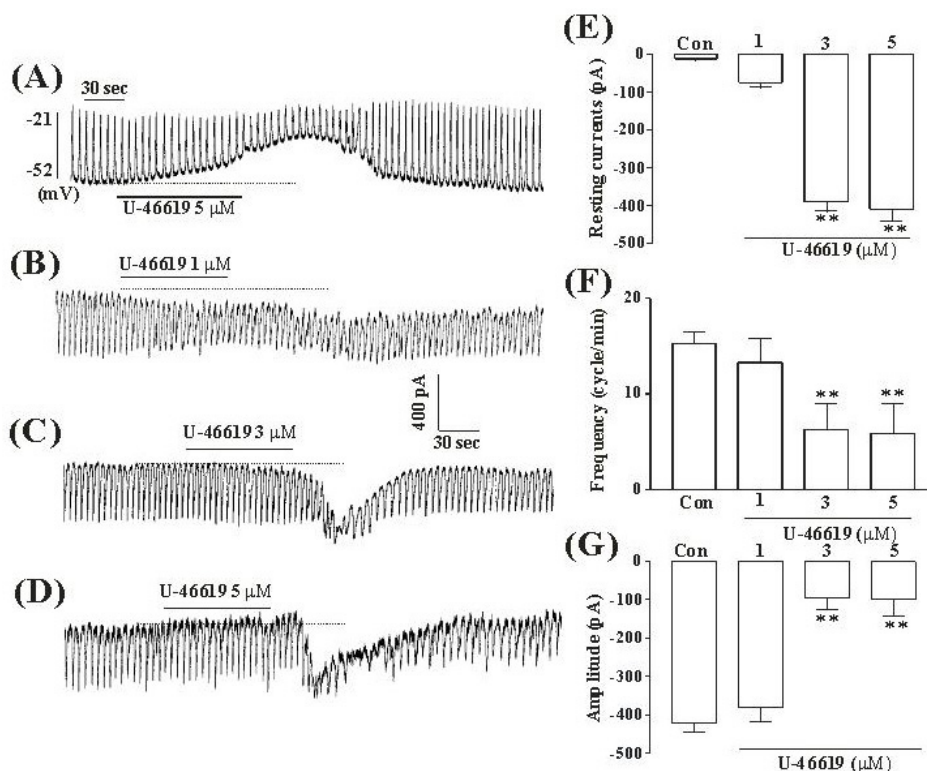 (A)
30 sec
-21
-52
(mV)
U-46619 5 μM
(B)
U-46619 1 μM
400 pA
30 sec
(C)
U-46619 3 μM
(D)
U-46619 5 μM
(E)
Con 1 3 5
0
-100
-200
-300
-400
-500
Resting currents (pA)
** **
U-46619 (μM)
(F)
20
10
0
Frequency (cycle/min)
** **
Con 1 3 5
U-46619 (μM)
(G)
Con 1 3 5
0
-100
-200
-300
-400
-500
Amplitude (pA)
** **
U-46619 (μM)